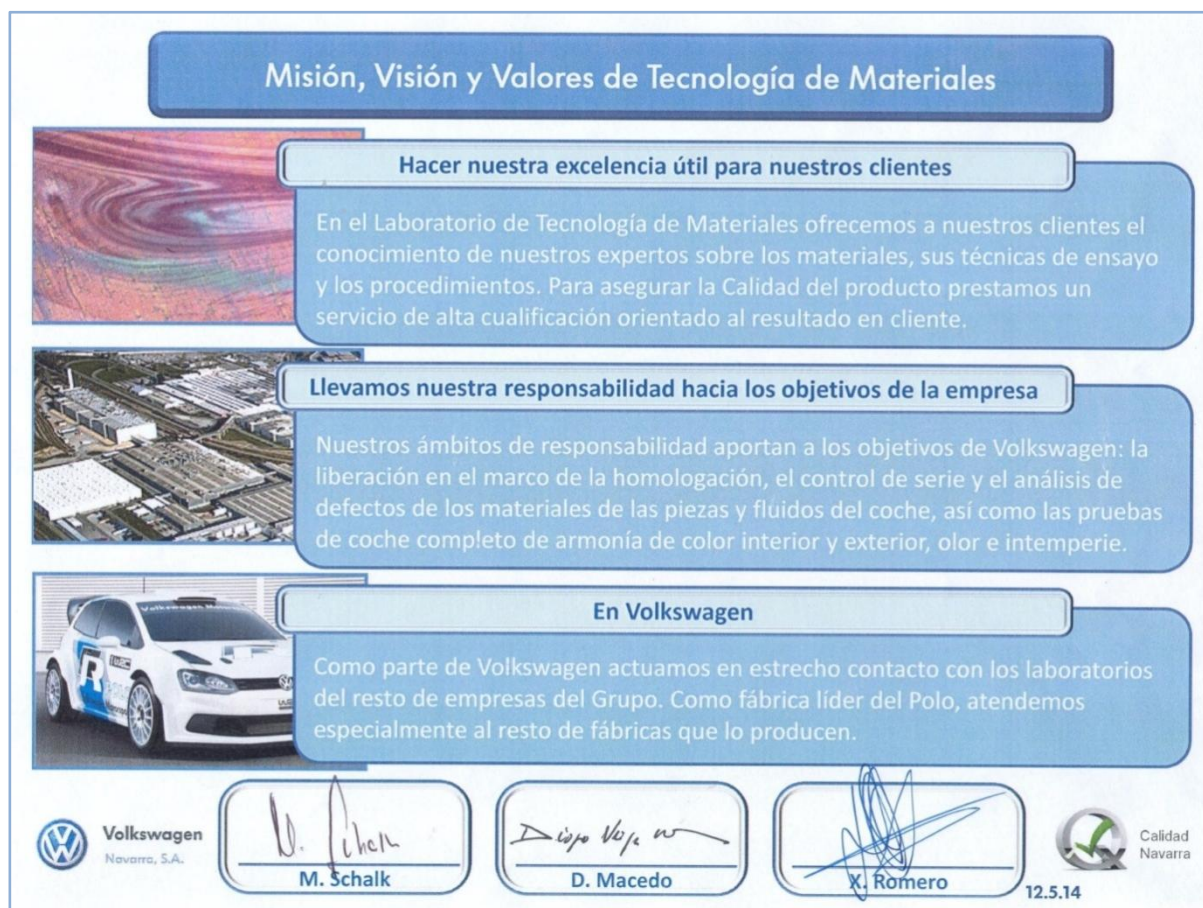 Misión, Visión y Valores de Tecnología de Materiales
Hacer nuestra excelencia útil para nuestros clientes
En el Laboratorio de Tecnología de Materiales ofrecemos a nuestros clientes el
conocimiento de nuestros expertos sobre los materiales, sus técnicas de ensayo
y los procedimientos. Para asegurar la Calidad del producto prestamos un
servicio de alta cualificación orientado al resultado en cliente.
Llevamos nuestra responsabilidad hacia los objetivos de la empresa
Nuestros ámbitos de responsabilidad aportan a los objetivos de Volkswagen: la
liberación en el marco de la homologación, el control de serie y el análisis de
defectos de los materiales de las piezas y fluidos del coche, así como las pruebas
de coche completo de armonía de color interior y exterior, olor e intemperie.
En Volkswagen
Como parte de Volkswagen actuamos en estrecho contacto con los laboratorios
del resto de empresas del Grupo. Como fábrica líder del Polo, atendemos
especialmente al resto de fábricas que lo producen.
Volkswagen
Navarra, S.A.
M. Schalk
D. Macedo
X. Romero
12.5.14
Calidad
Navarra